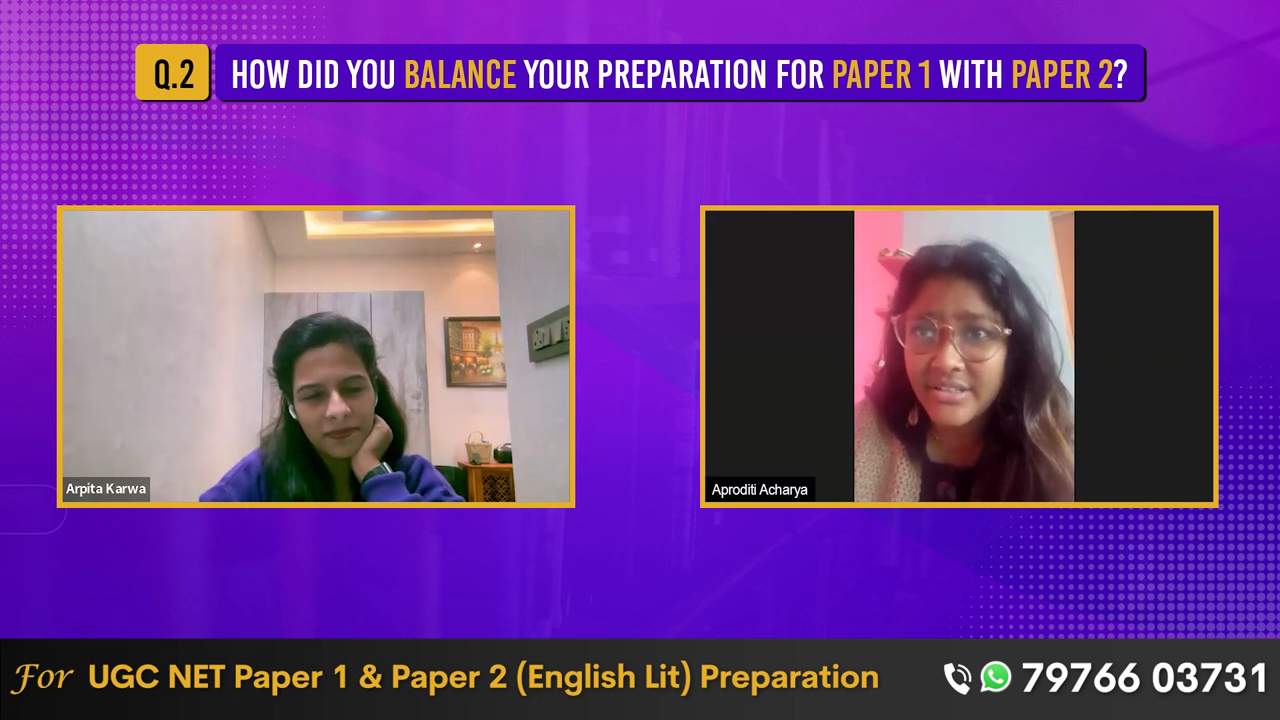 Q.2 HOW DID YOU BALANCE YOUR PREPARATION FOR PAPER 1 WITH PAPER 2?
Arpita Karwa
Aproditi Acharya
For UGC NET Paper 1 & Paper 2 (English Lit) Preparation 79766 03731